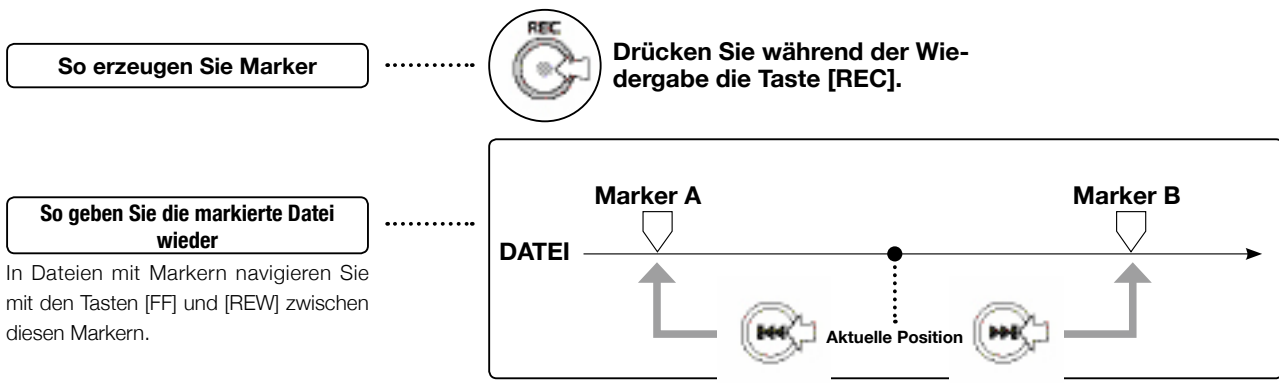 So erzeugen Sie Marker
REC
Drücken Sie während der Wie-
dergabe die Taste [REC].
So geben Sie die markierte Datei
wieder
In Dateien mit Markern navigieren Sie
mit den Tasten [FF] und [REW] zwischen
diesen Markern.
Marker A
Marker B
DATEI
Aktuelle Position